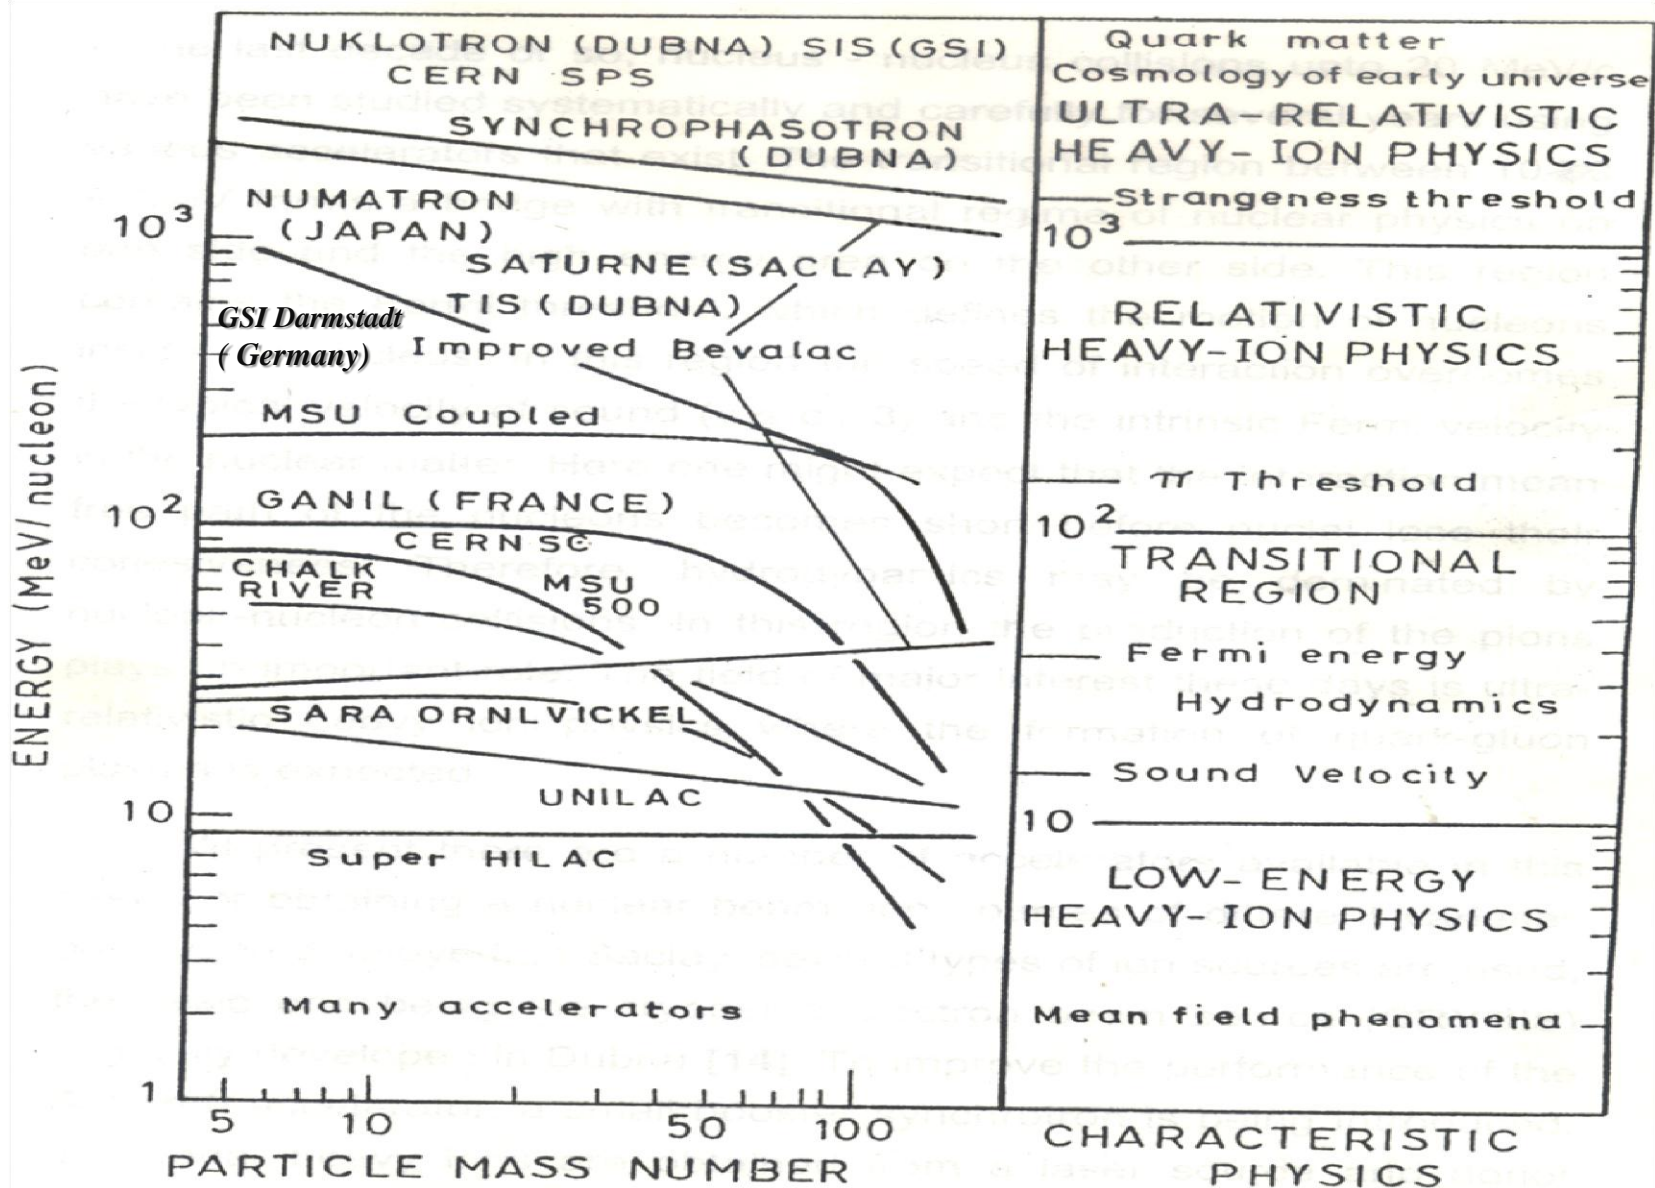 NUKLOTRON (DUBNA) SIS (GSI)
CERN SPS
SYNCHROPHASOTRON
(DUBNA)
NUMATRON
(JAPAN)
10³
SATURNE (SACLAY)
TIS (DUBNA)
GSI Darmstadt
( Germany)
Improved Bevalac
MSU Coupled
10²
GANIL (FRANCE)
CERN SC
CHALK
RIVER
MSU
500
SARA ORNL VICKEL
UNILAC
10
Super HILAC
Many accelerators
1
5 10 50 100
PARTICLE MASS NUMBER
ENERGY (MeV/nucleon)
Quark matter
Cosmology of early universe
ULTRA-RELATIVISTIC
HEAVY-ION PHYSICS
Strangeness threshold
10³
RELATIVISTIC
HEAVY-ION PHYSICS
π Threshold
10²
TRANSITIONAL
REGION
Fermi energy
Hydrodynamics
Sound Velocity
10
LOW-ENERGY
HEAVY-ION PHYSICS
Mean field phenomena
CHARACTERISTIC
PHYSICS